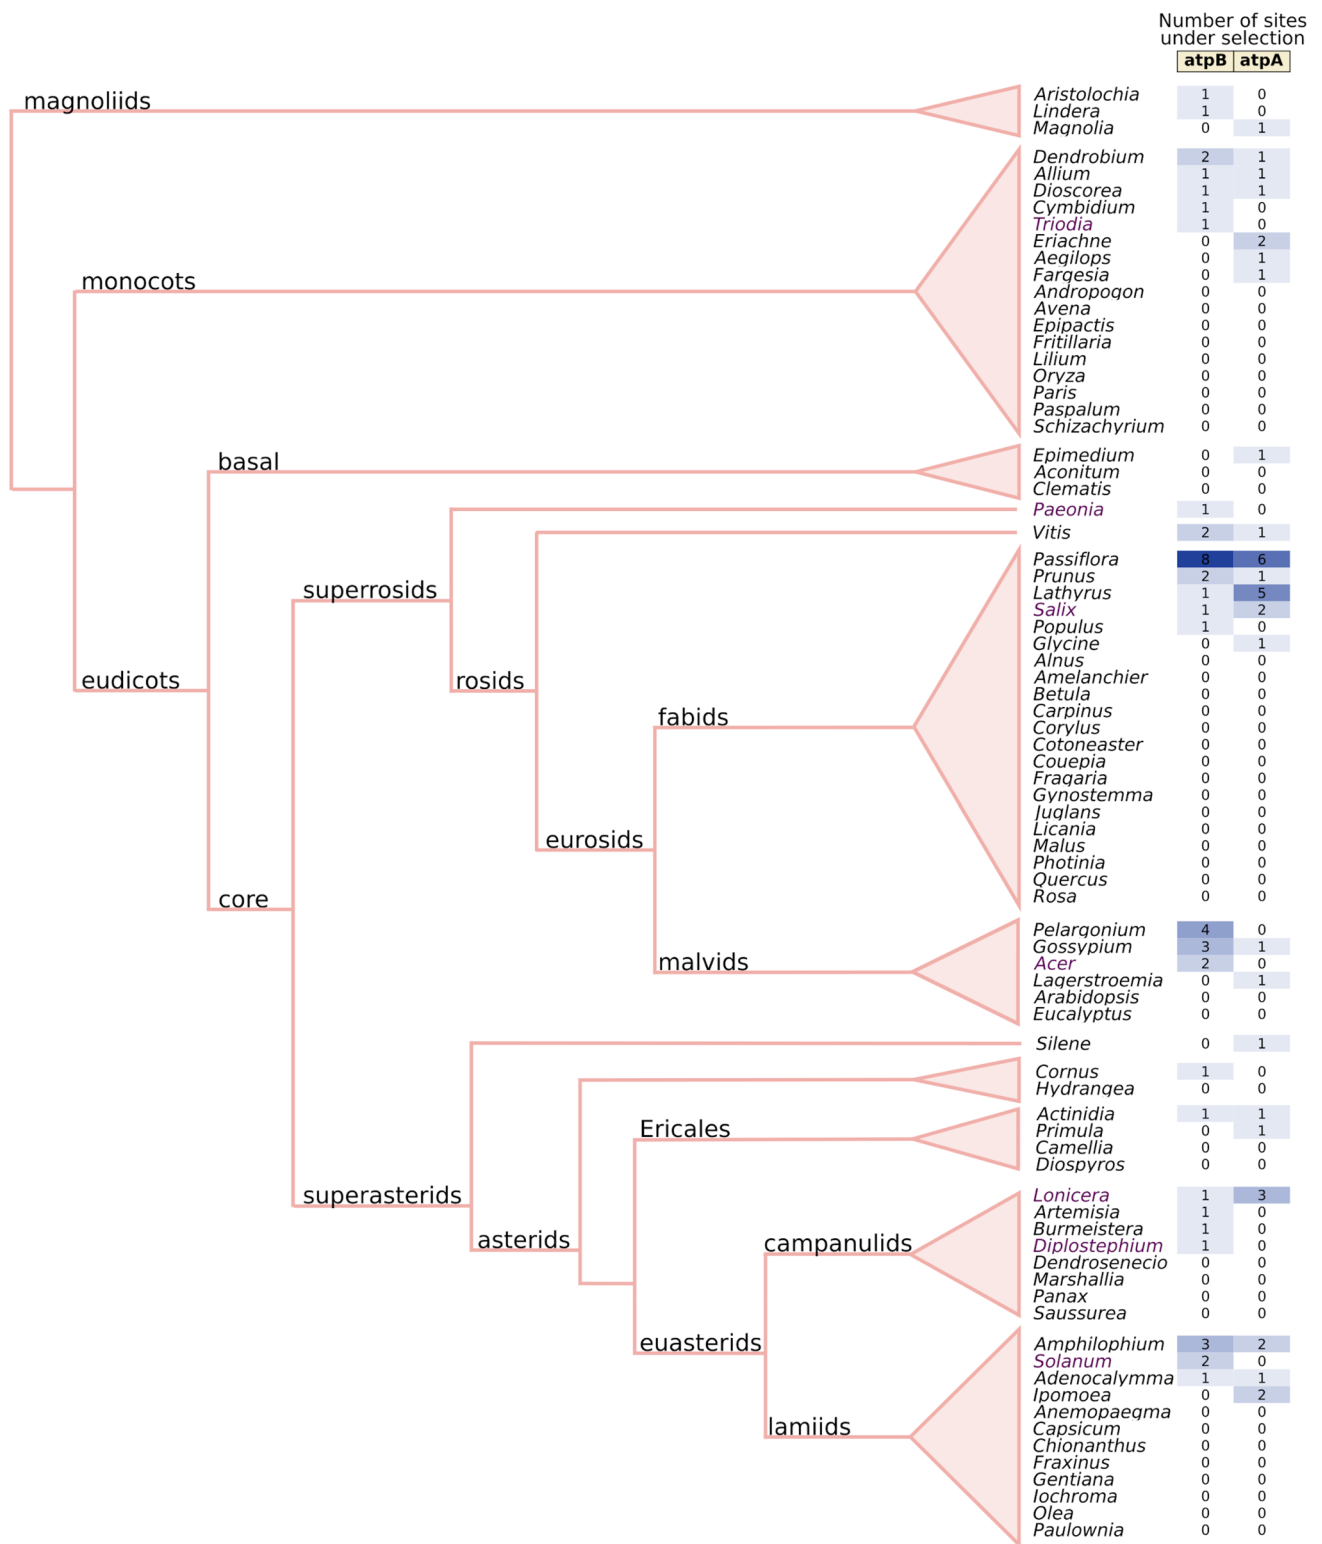 Number of sites
under selection
atpB atpA
magnoliids
Aristolochia 1 0
Lindera 1 0
Magnolia 0 1
monocots
Dendrobium 2 1
Allium 1 1
Dioscorea 1 1
Cymbidium 1 0
Triodia 1 0
Eriachne 0 2
Aegilops 0 1
Fargesia 0 1
Andropogon 0 0
Avena 0 0
Epipactis 0 0
Fritillaria 0 0
Lilium 0 0
Oryza 0 0
Paris 0 0
Paspalum 0 0
Schizachyrium 0 0
eudicots
basal
Epimedium 0 1
Aconitum 0 0
Clematis 0 0
core
superrosids
Paeonia 1 0
rosids
Vitis 2 1
eurosids
fabids
Passiflora 8 6
Prunus 2 1
Lathyrus 1 5
Salix 1 2
Populus 1 0
Glycine 0 1
Alnus 0 0
Amelanchier 0 0
Betula 0 0
Carpinus 0 0
Corylus 0 0
Cotoneaster 0 0
Couepia 0 0
Fragaria 0 0
Gynostemma 0 0
Juglans 0 0
Licania 0 0
Malus 0 0
Photinia 0 0
Quercus 0 0
Rosa 0 0
malvids
Pelargonium 4 0
Gossypium 3 1
Acer 2 0
Lagerstroemia 0 1
Arabidopsis 0 0
Eucalyptus 0 0
superasterids
Silene 0 1
asterids
Cornus 1 0
Hydrangea 0 0
Ericales
Actinidia 1 1
Primula 0 1
Camellia 0 0
Diospyros 0 0
euasterids
campanulids
Lonicera 1 3
Artemisia 1 0
Burmeistera 1 0
Diplostephium 1 0
Dendrosenecio 0 0
Marshallia 0 0
Panax 0 0
Saussurea 0 0
lamiids
Amphilophium 3 2
Solanum 2 0
Adenocalymma 1 1
Ipomoea 0 2
Anemopaegma 0 0
Capsicum 0 0
Chionanthus 0 0
Fraxinus 0 0
Gentiana 0 0
Iochroma 0 0
Olea 0 0
Paulownia 0 0